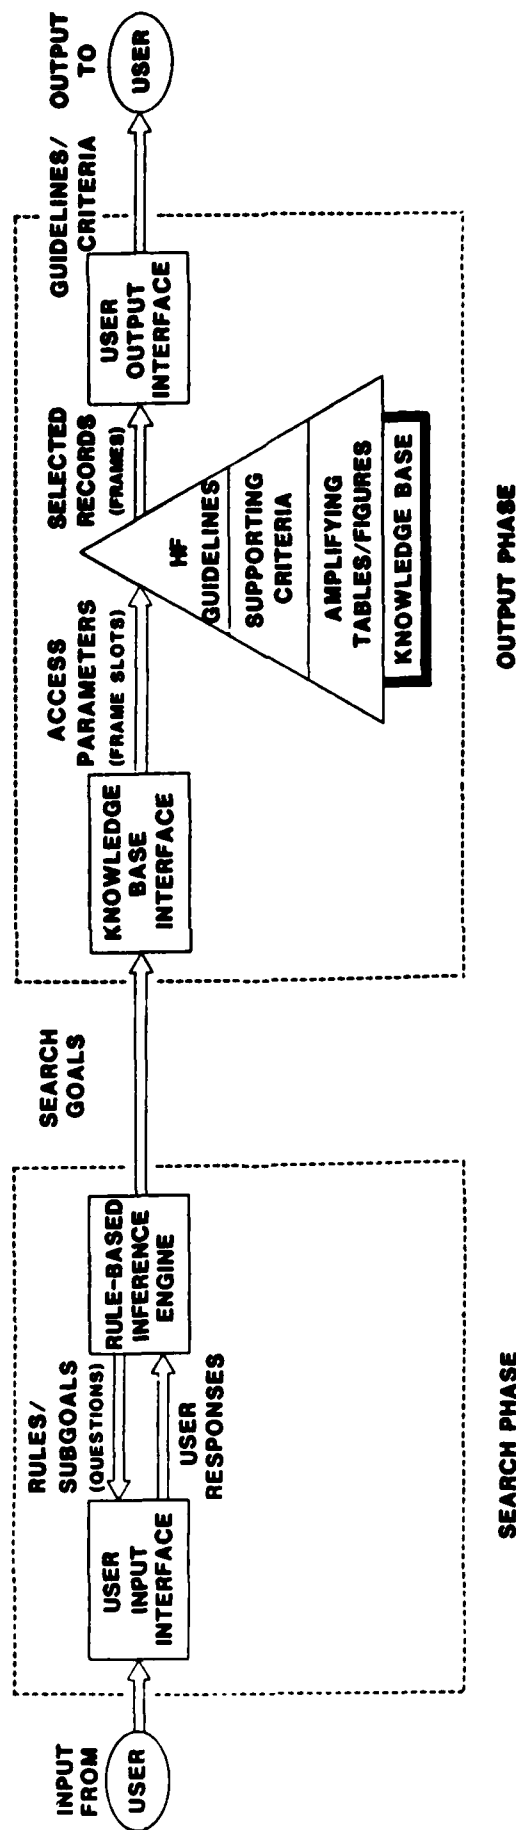 INPUT
FROM
USER
USER
INPUT
INTERFACE
RULES/
SUBGOALS
(QUESTIONS)
USER
RESPONSES
RULE-BASED
INFERENCE
ENGINE
SEARCH PHASE
SEARCH
GOALS
KNOWLEDGE
BASE
INTERFACE
ACCESS
PARAMETERS
(FRAME SLOTS)
HF
GUIDELINES
SUPPORTING
CRITERIA
AMPLIFYING
TABLES/FIGURES
KNOWLEDGE BASE
SELECTED
RECORDS
(FRAMES)
USER
OUTPUT
INTERFACE
OUTPUT PHASE
GUIDELINES/
CRITERIA
OUTPUT
TO
USER